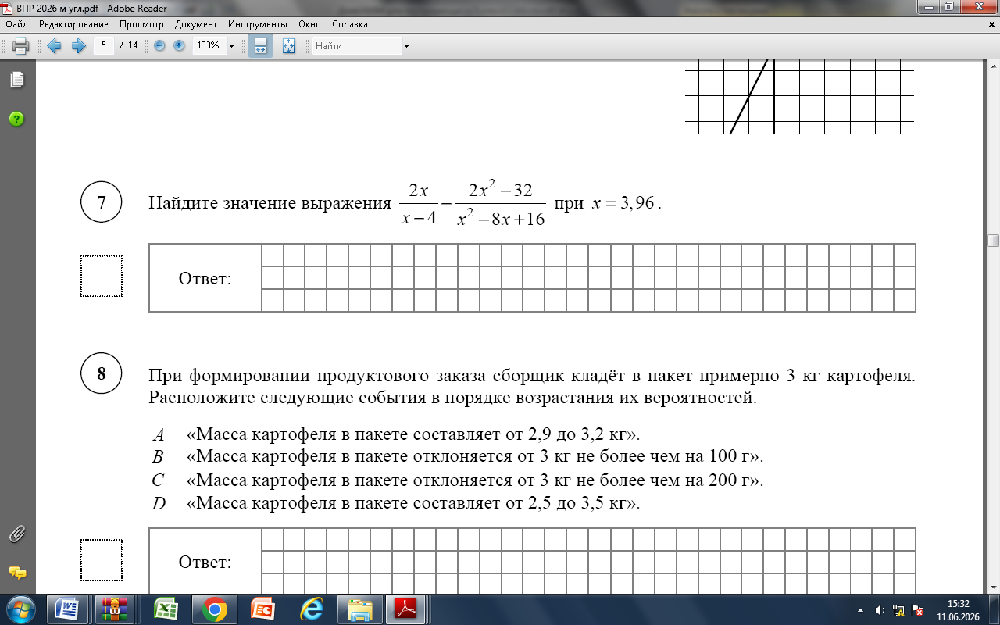 ВПР 2026 м угл.pdf - Adobe Reader
Файл Редактирование Просмотр Документ Инструменты Окно Справка
5 / 14 133% Найти
7 Найдите значение выражения 2x/(x − 4) − (2x² − 32)/(x² − 8x + 16) при x = 3,96 .
Ответ:
8 При формировании продуктового заказа сборщик кладёт в пакет примерно 3 кг картофеля.
Расположите следующие события в порядке возрастания их вероятностей.
A «Масса картофеля в пакете составляет от 2,9 до 3,2 кг».
B «Масса картофеля в пакете отклоняется от 3 кг не более чем на 100 г».
C «Масса картофеля в пакете отклоняется от 3 кг не более чем на 200 г».
D «Масса картофеля в пакете составляет от 2,5 до 3,5 кг».
Ответ:
15:32
11.06.2026